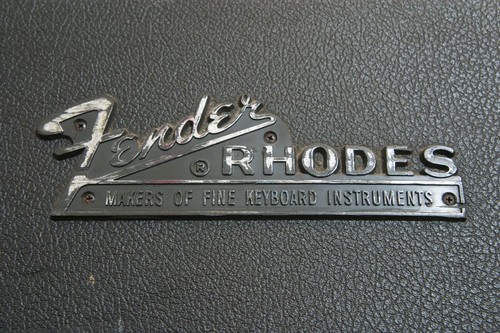 Fender
® RHODES
MAKERS OF FINE KEYBOARD INSTRUMENTS